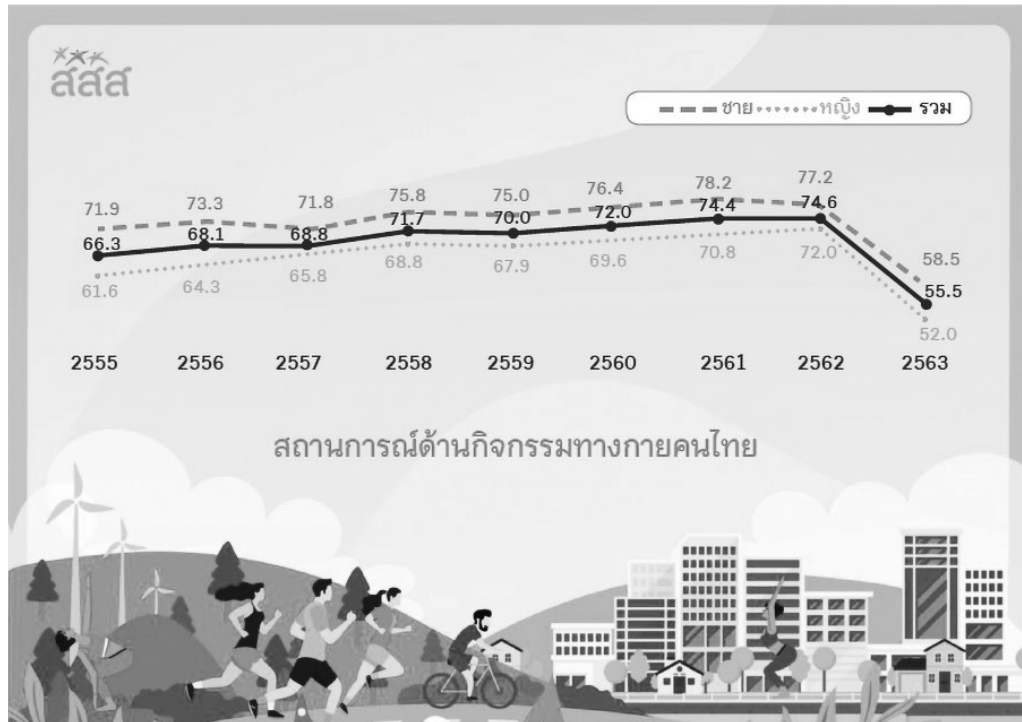 สสส
ชาย หญิง รวม
71.9 73.3 71.8 75.8 75.0 76.4 78.2 77.2 58.5
66.3 68.1 68.8 71.7 70.0 72.0 74.4 74.6 55.5
61.6 64.3 65.8 68.8 67.9 69.6 70.8 72.0 52.0
2555 2556 2557 2558 2559 2560 2561 2562 2563
สถานการณ์ด้านกิจกรรมทางกายคนไทย